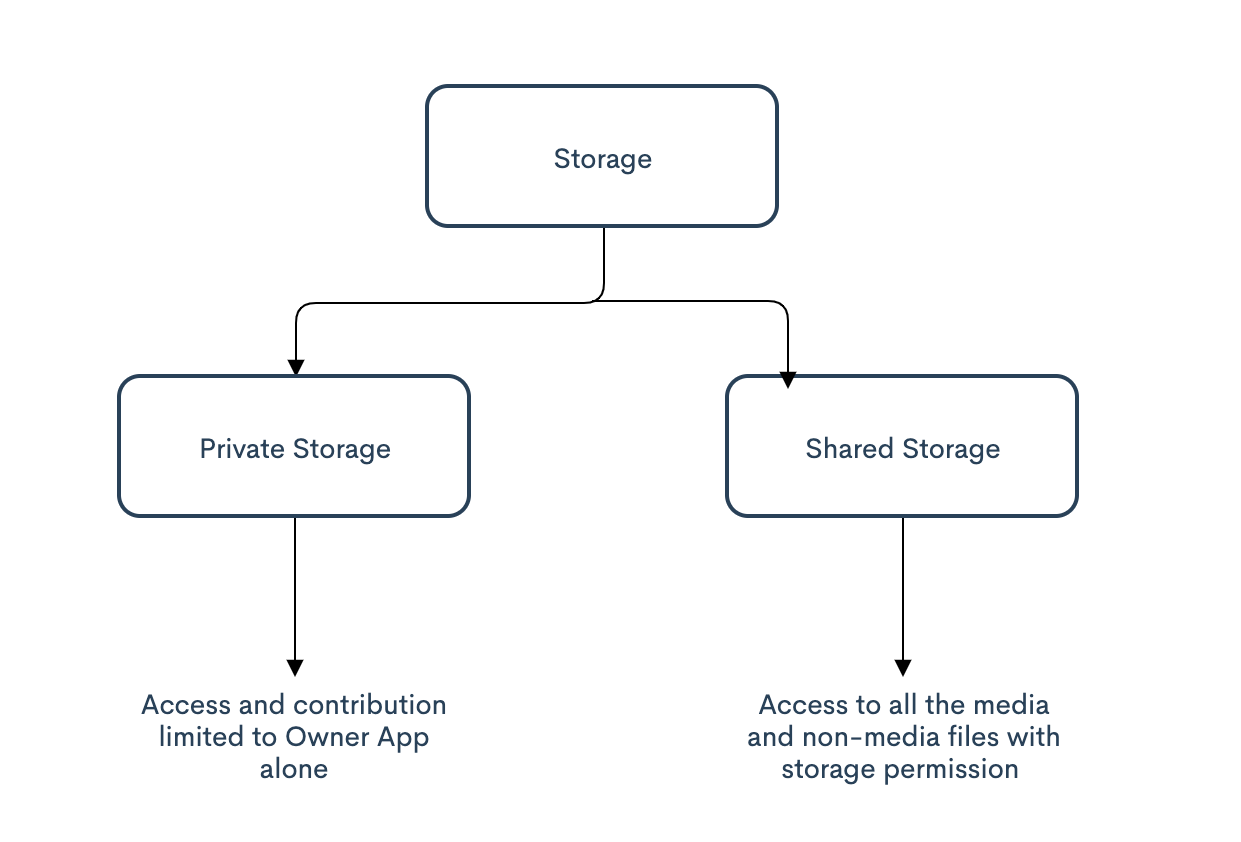 Storage
Private Storage
Shared Storage
Access and contribution
limited to Owner App
alone
Access to all the media
and non-media files with
storage permission